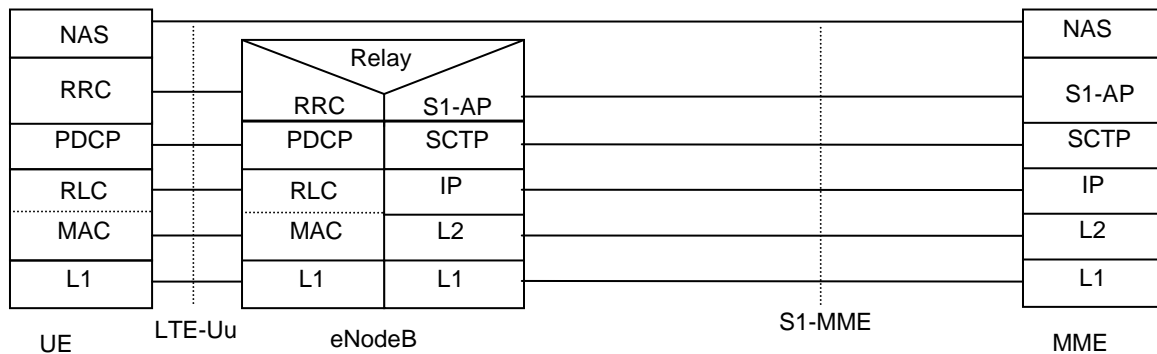 NAS NAS
Relay
RRC RRC S1-AP S1-AP
PDCP PDCP SCTP SCTP
RLC RLC IP IP
MAC MAC L2 L2
L1 L1 L1 L1
UE LTE-Uu eNodeB S1-MME MME